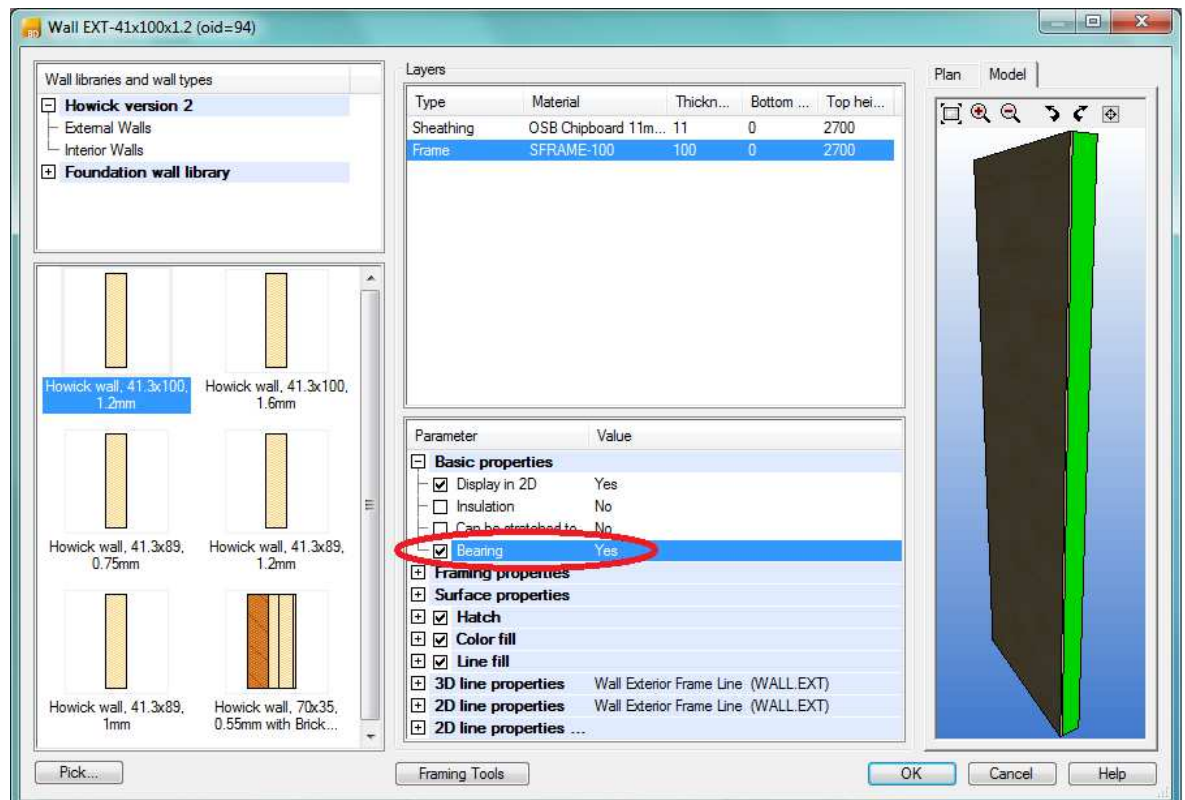 Wall EXT-41x100x1.2 (oid=94)
Wall libraries and wall types
Howick version 2
External Walls
Interior Walls
Foundation wall library
Howick wall, 41.3x100,
1.2mm
Howick wall, 41.3x100,
1.6mm
Howick wall, 41.3x89,
0.75mm
Howick wall, 41.3x89,
1.2mm
Howick wall, 41.3x89,
1mm
Howick wall, 70x35,
0.55mm with Brick...
Pick...
Layers
Type Material Thickn... Bottom ... Top hei...
Sheathing OSB Chipboard 11m... 11 0 2700
Frame SFRAME-100 100 0 2700
Parameter Value
Basic properties
Display in 2D Yes
Insulation No
Can be stretched to No
Bearing Yes
Framing properties
Surface properties
Hatch
Color fill
Line fill
3D line properties Wall Exterior Frame Line (WALL.EXT)
2D line properties Wall Exterior Frame Line (WALL.EXT)
2D line properties ...
Framing Tools
Plan Model
OK Cancel Help